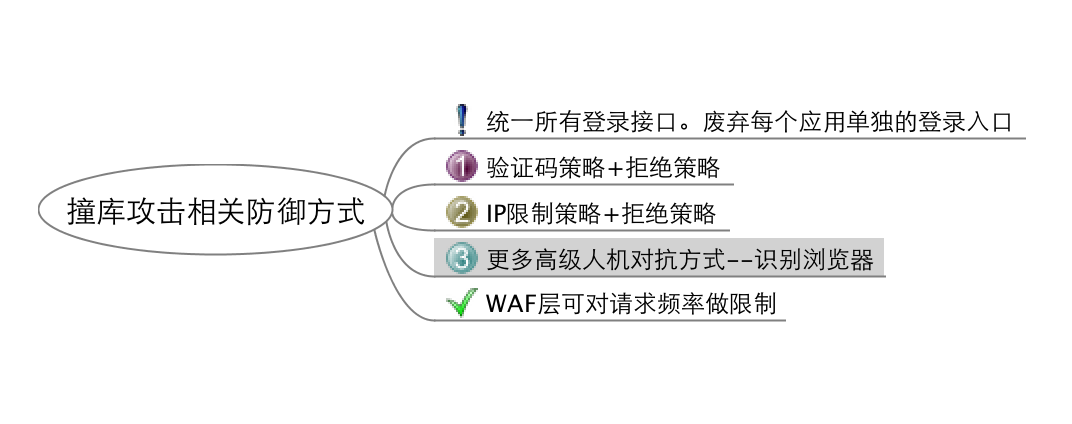 撞库攻击相关防御方式
统一所有登录接口。废弃每个应用单独的登录入口
1 验证码策略+拒绝策略
2 IP限制策略+拒绝策略
3 更多高级人机对抗方式--识别浏览器
WAF层可对请求频率做限制